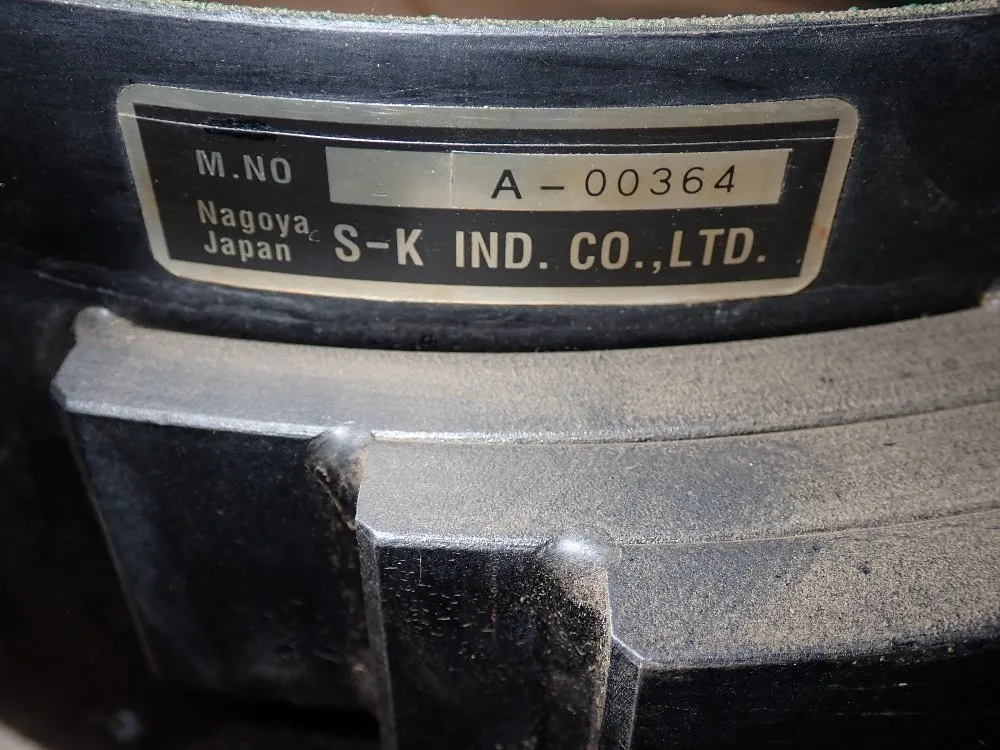 M.NO A-00364
Nagoya
Japan S-K IND. CO.,LTD.